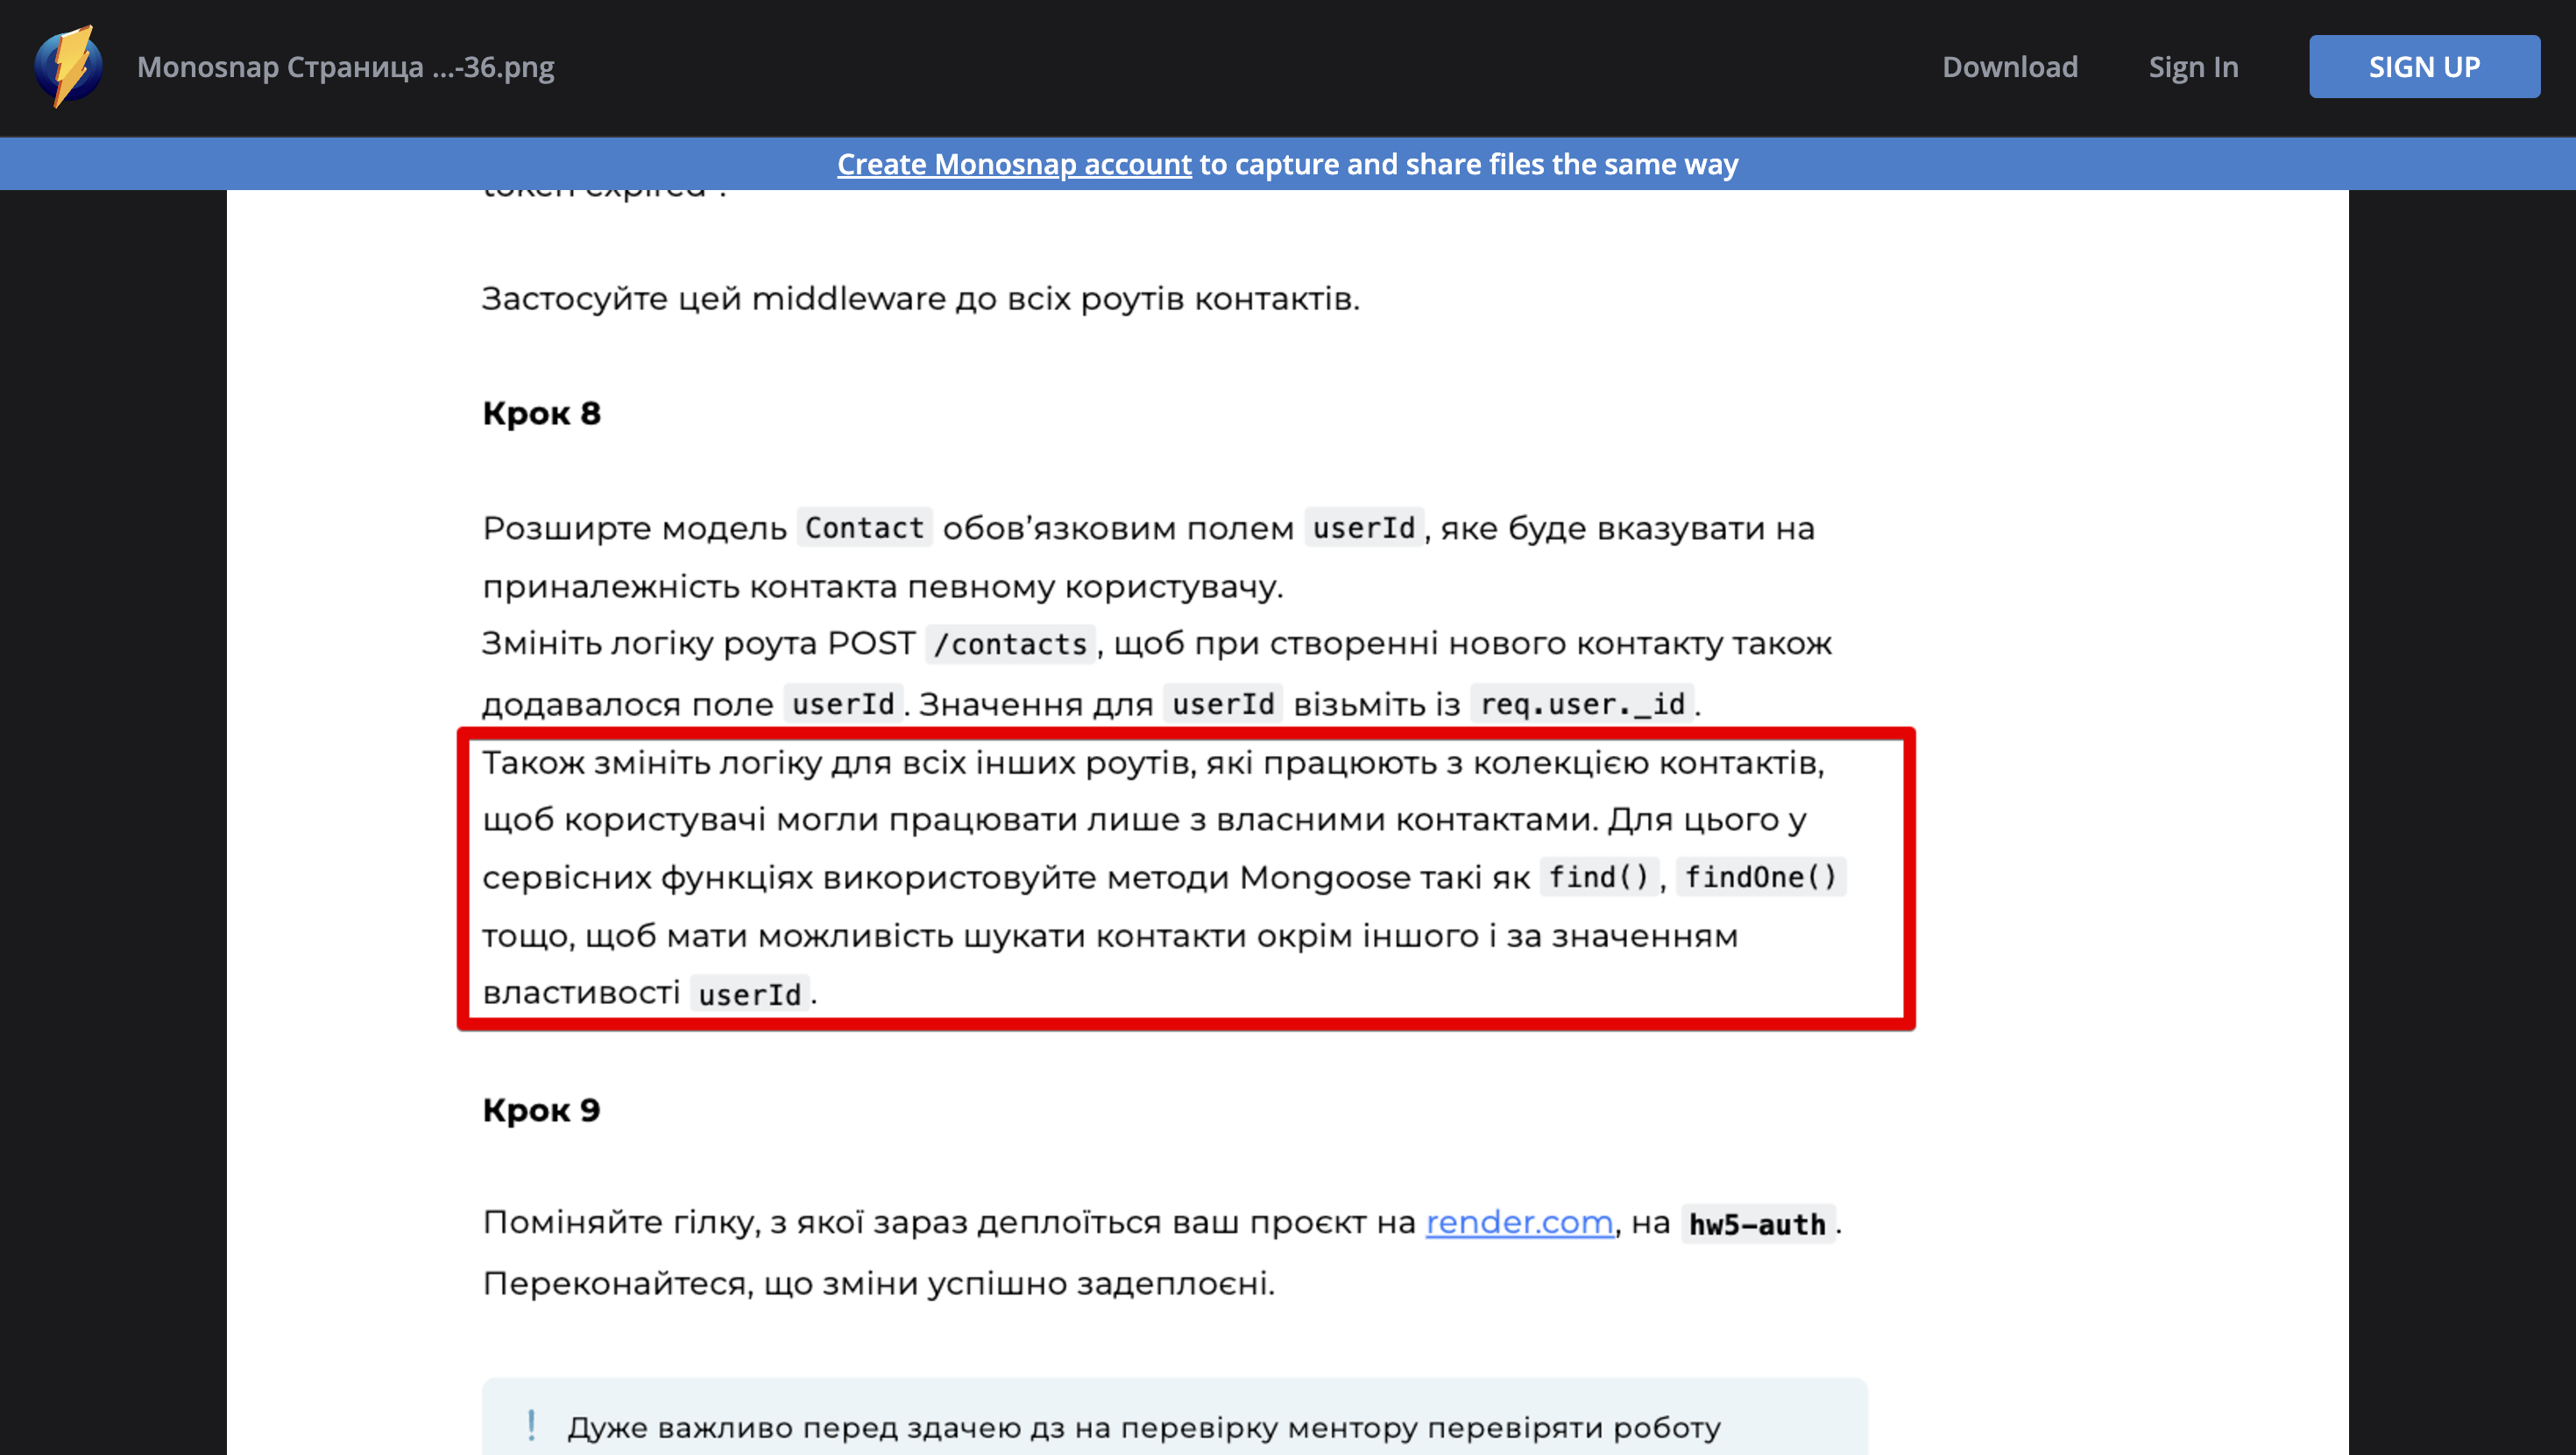 Monosnap Страница ...-36.png
Download
Sign In
SIGN UP
Create Monosnap account to capture and share files the same way
token expired".
Застосуйте цей middleware до всіх роутів контактів.
Крок 8
Розширте модель Contact обов’язковим полем userId, яке буде вказувати на
приналежність контакта певному користувачу.
Змініть логіку роута POST /contacts, щоб при створенні нового контакту також
додавалося поле userId. Значення для userId візьміть із req.user._id.
Також змініть логіку для всіх інших роутів, які працюють з колекцією контактів,
щоб користувачі могли працювати лише з власними контактами. Для цього у
сервісних функціях використовуйте методи Mongoose такі як find(), findOne()
тощо, щоб мати можливість шукати контакти окрім іншого і за значенням
властивості userId.
Крок 9
Поміняйте гілку, з якої зараз деплоїться ваш проєкт на render.com, на hw5-auth.
Переконайтеся, що зміни успішно задеплоєні.
❗ Дуже важливо перед здачею дз на перевірку ментору перевіряти роботу